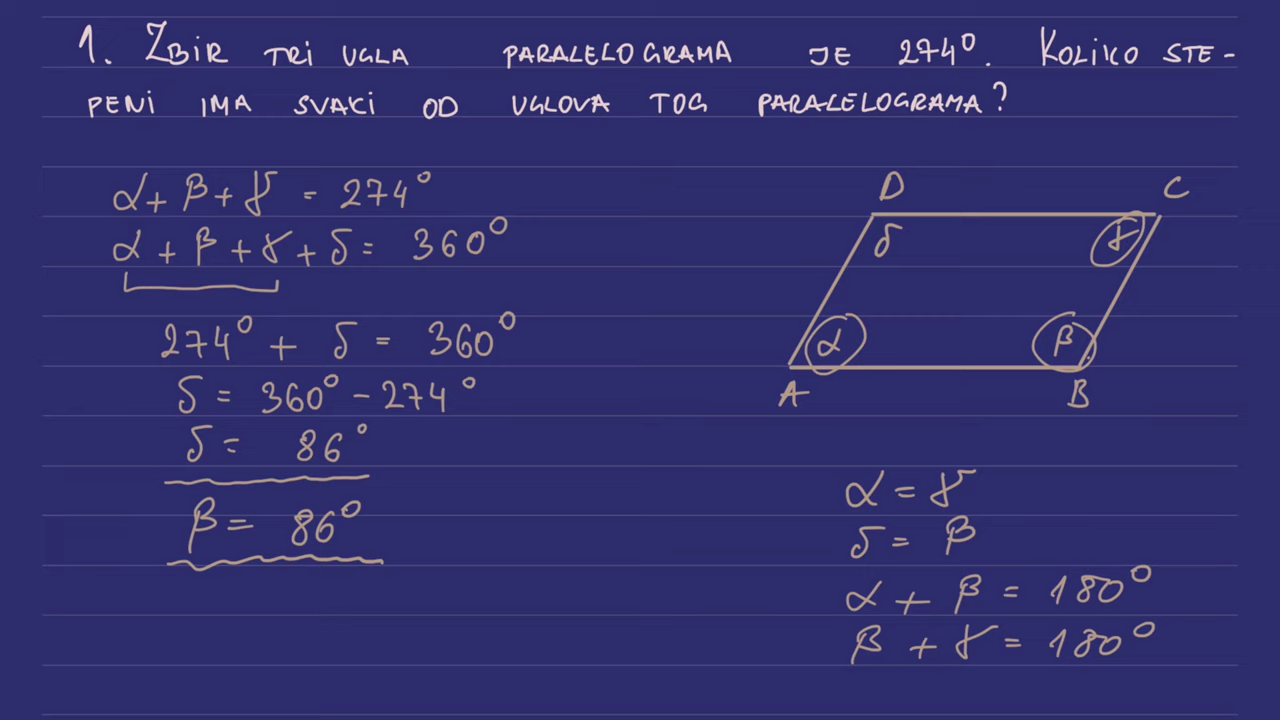 1. ZBIR TRI UGLA PARALELOGRAMA JE 274°. KOLIKO STE-
PENI IMA SVAKI OD UGLOVA TOG PARALELOGRAMA?
α + β + γ = 274°
α + β + γ + δ = 360°
274° + δ = 360°
δ = 360° - 274°
δ = 86°
β = 86°
D C
δ γ
α β
A B
α = γ
δ = β
α + β = 180°
β + γ = 180°